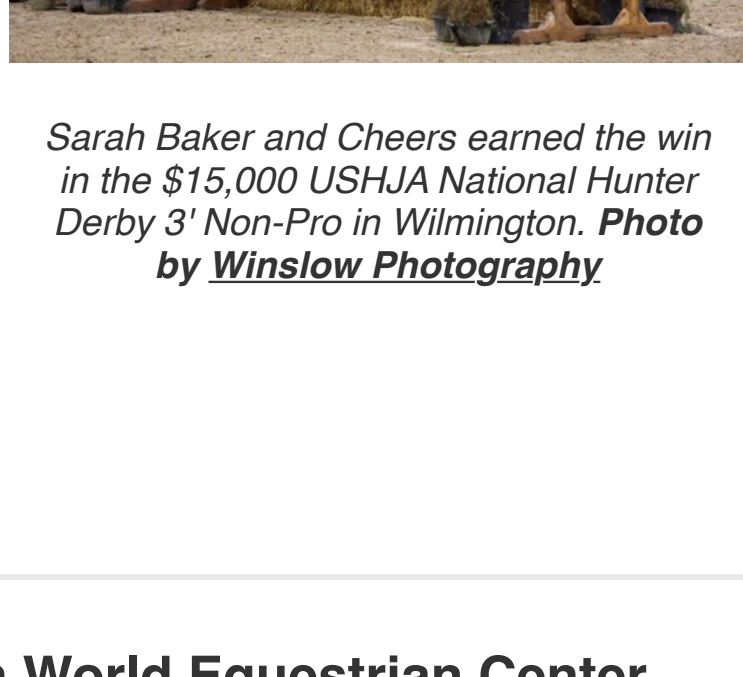 Sarah Baker and Cheers earned the win
in the $15,000 USHJA National Hunter
Derby 3' Non-Pro in Wilmington. Photo
by Winslow Photography
World Equestrian Center